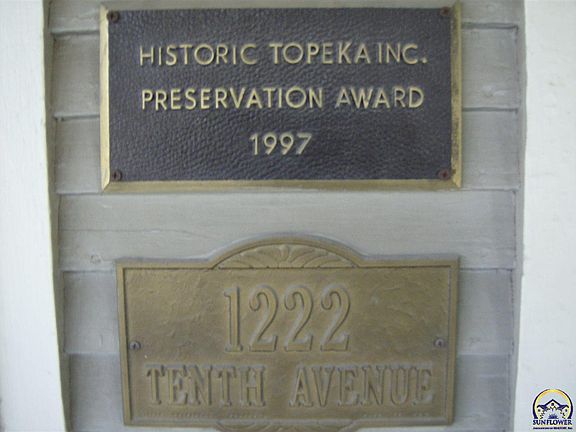 HISTORIC TOPEKA INC.
PRESERVATION AWARD
1997
1222
TENTH AVENUE
SUNFLOWER